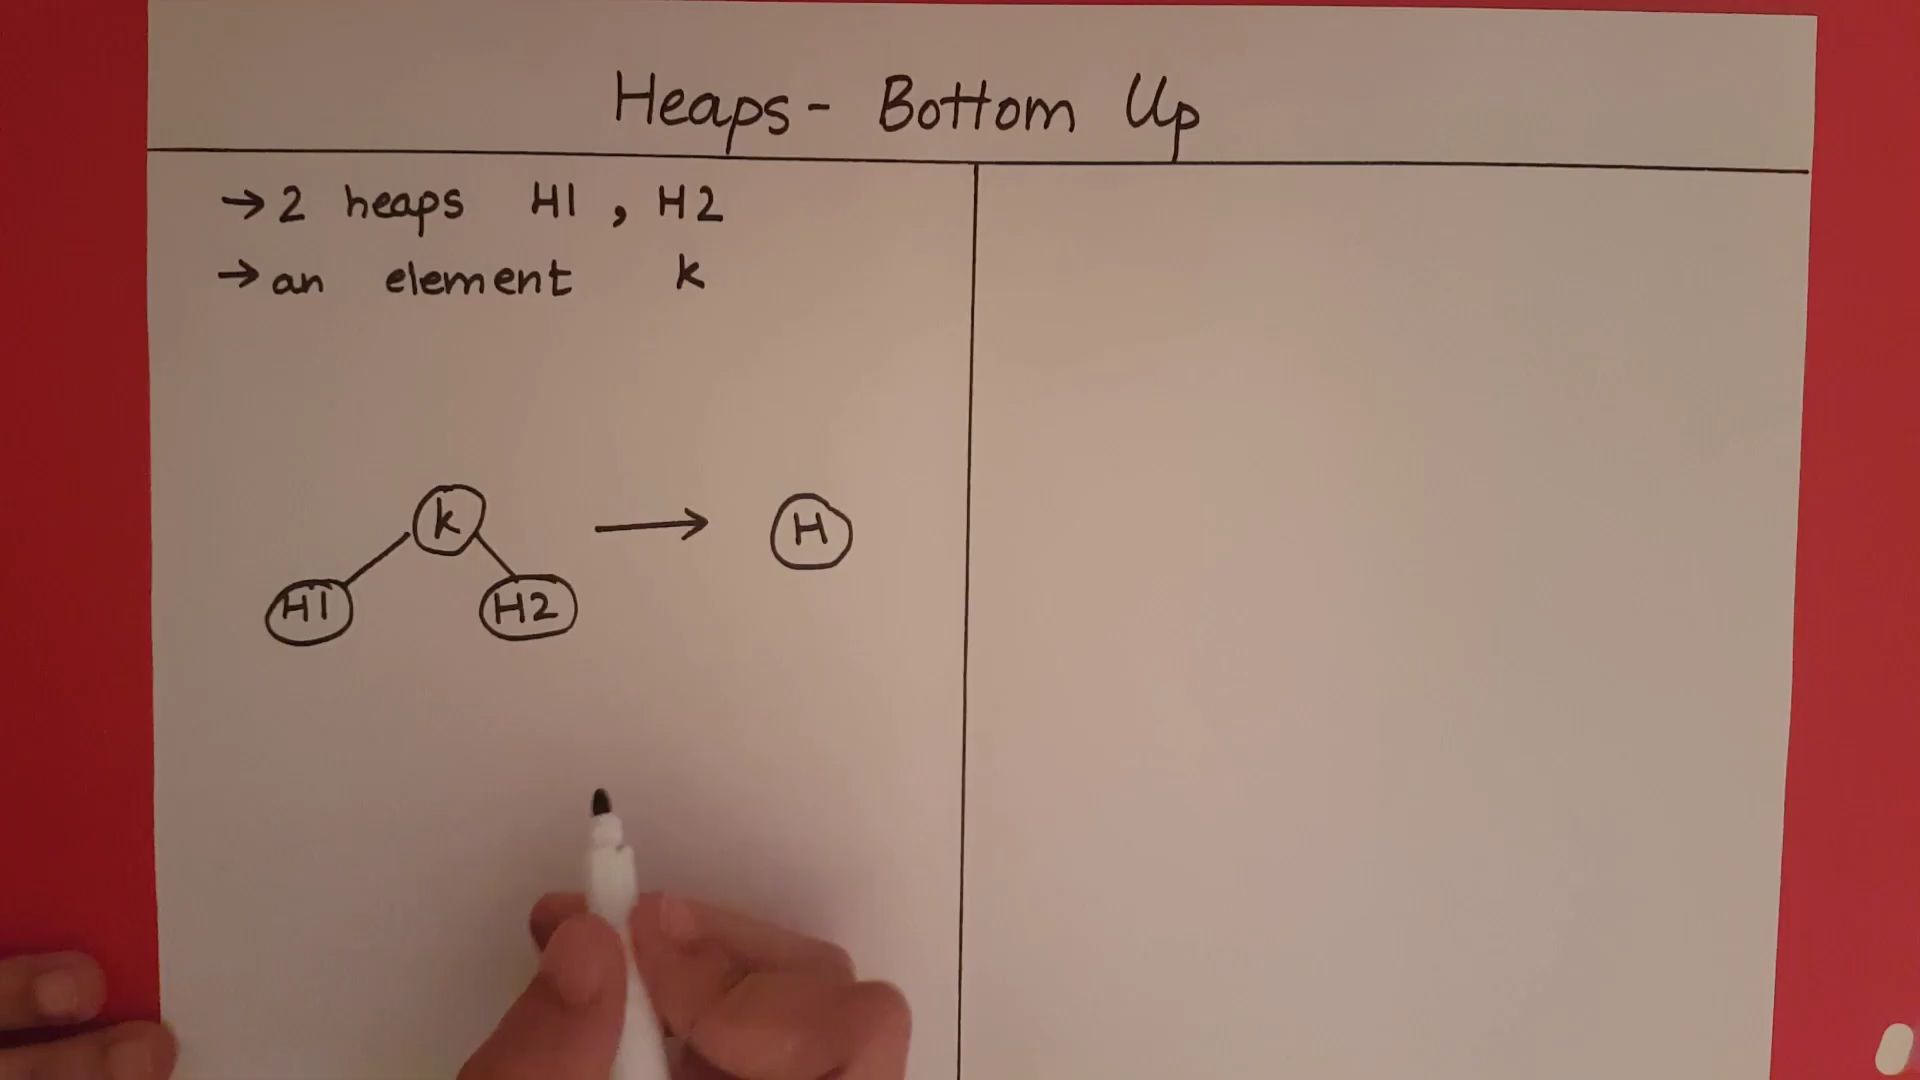 Heaps - Bottom Up
→ 2 heaps H1 , H2
→ an element k
k → H
H1 H2